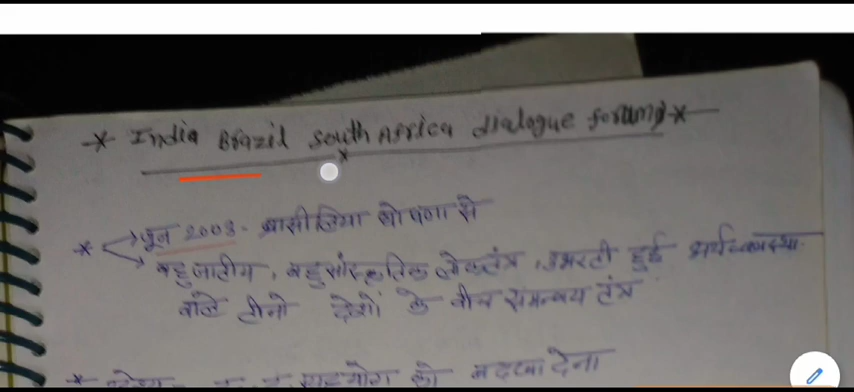 * India Brazil South Africa dialogue forum *
* → जून 2003 - ब्रासीलिया घोषणा से
→ बहुजातीय, बहुसांस्कृतिक लोकतंत्र, उभरती हुई अर्थव्यवस्था
वाले तीनो देशों के बीच समन्वय तंत्र
* सहयोग को बढावा देना